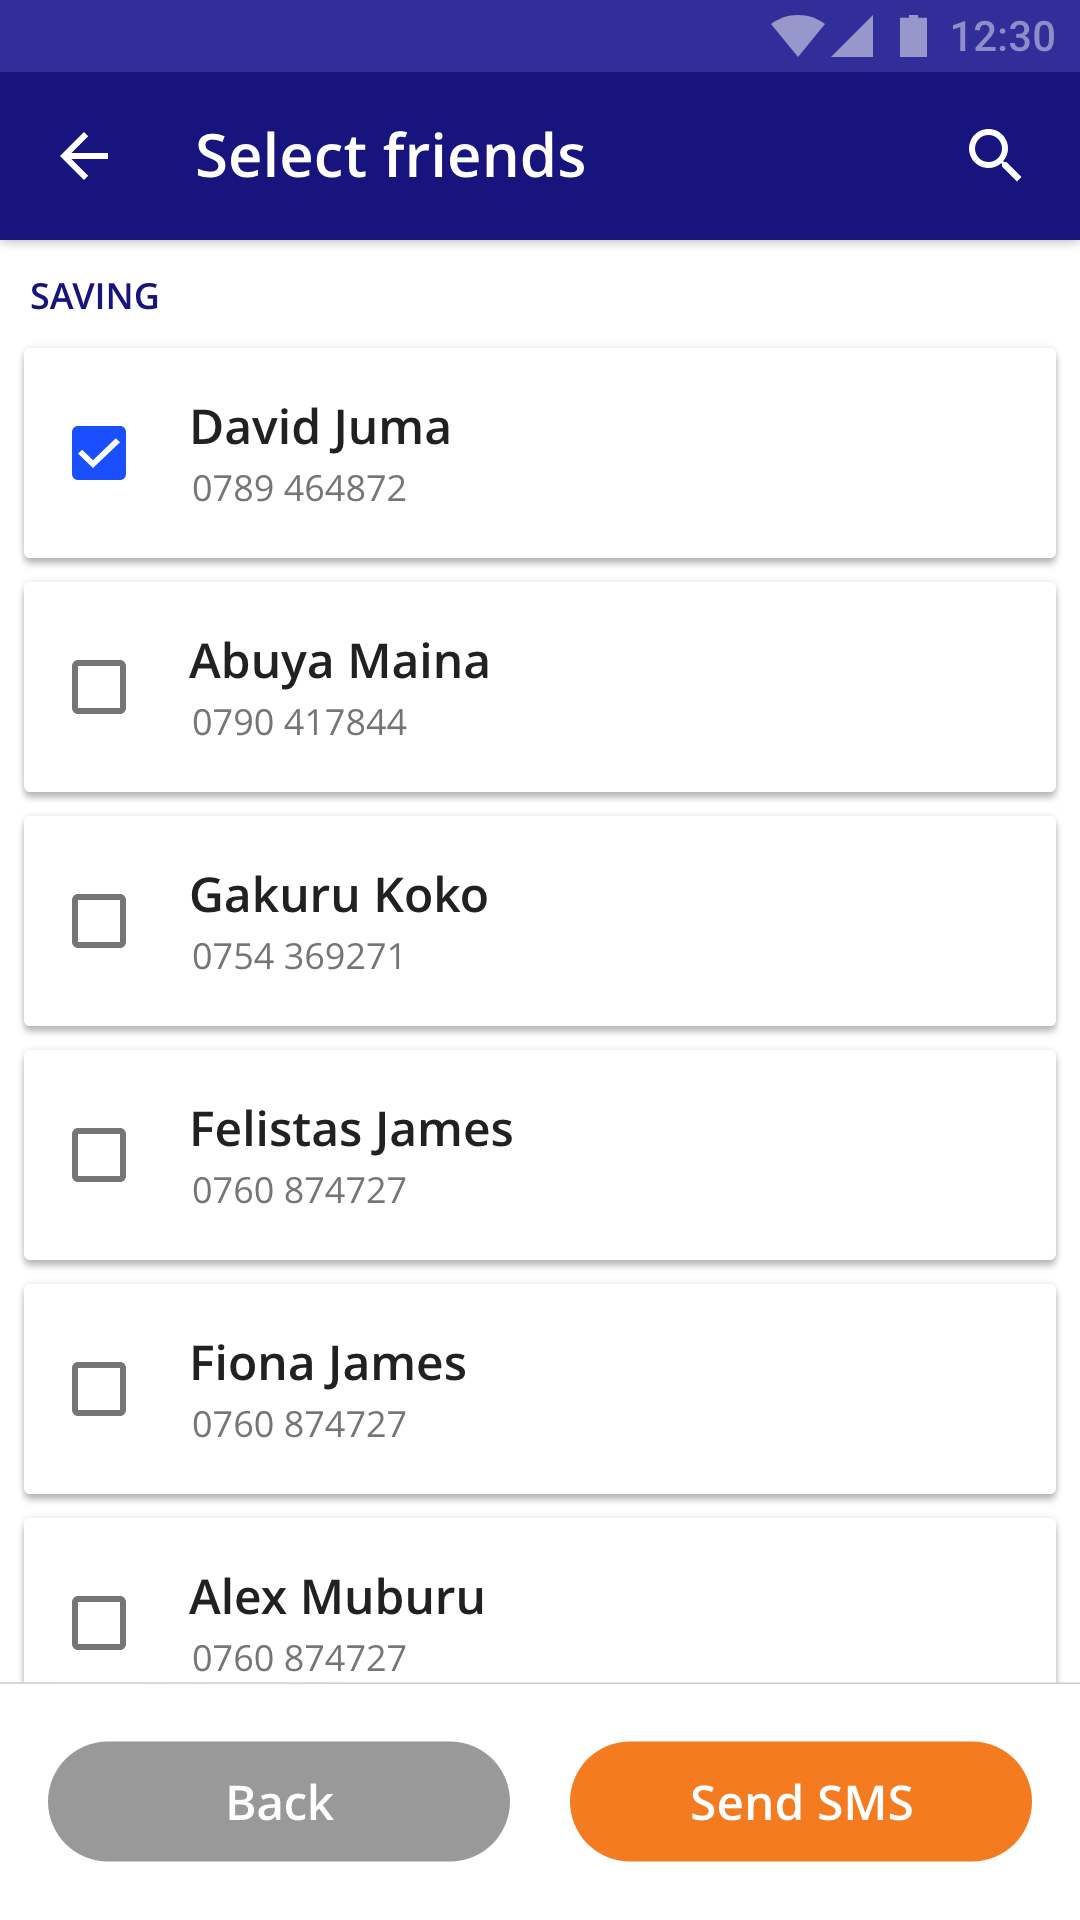 12:30
Select friends
SAVING
David Juma
0789 464872
Abuya Maina
0790 417844
Gakuru Koko
0754 369271
Felistas James
0760 874727
Fiona James
0760 874727
Alex Muburu
0760 874727
Back
Send SMS